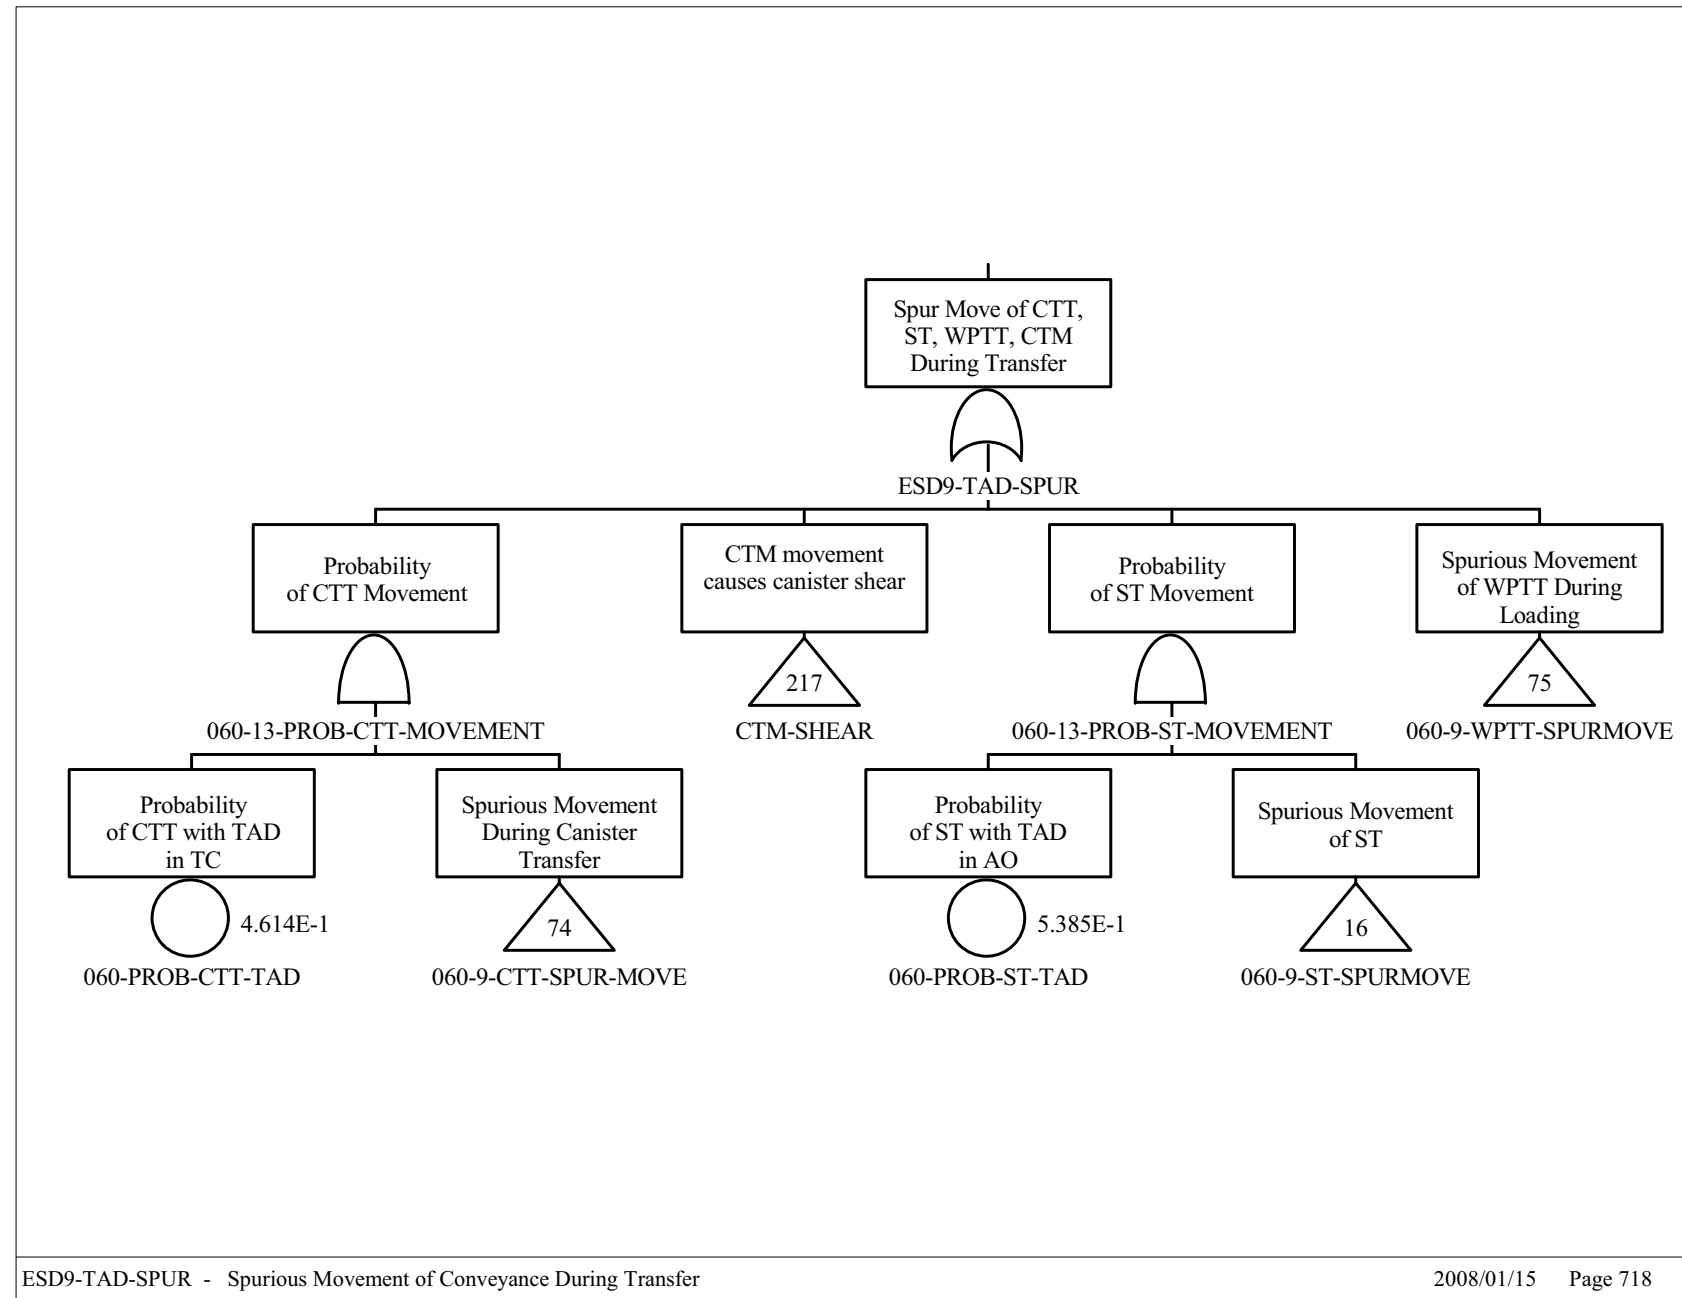 Spur Move of CTT,
ST, WPTT, CTM
During Transfer
ESD9-TAD-SPUR
Probability
of CTT Movement
060-13-PROB-CTT-MOVEMENT
CTM movement
causes canister shear
217
CTM-SHEAR
Probability
of ST Movement
060-13-PROB-ST-MOVEMENT
Spurious Movement
of WPTT During
Loading
75
060-9-WPTT-SPURMOVE
Probability
of CTT with TAD
in TC
4.614E-1
060-PROB-CTT-TAD
Spurious Movement
During Canister
Transfer
74
060-9-CTT-SPUR-MOVE
Probability
of ST with TAD
in AO
5.385E-1
060-PROB-ST-TAD
Spurious Movement
of ST
16
060-9-ST-SPURMOVE
ESD9-TAD-SPUR - Spurious Movement of Conveyance During Transfer 2008/01/15 Page 718